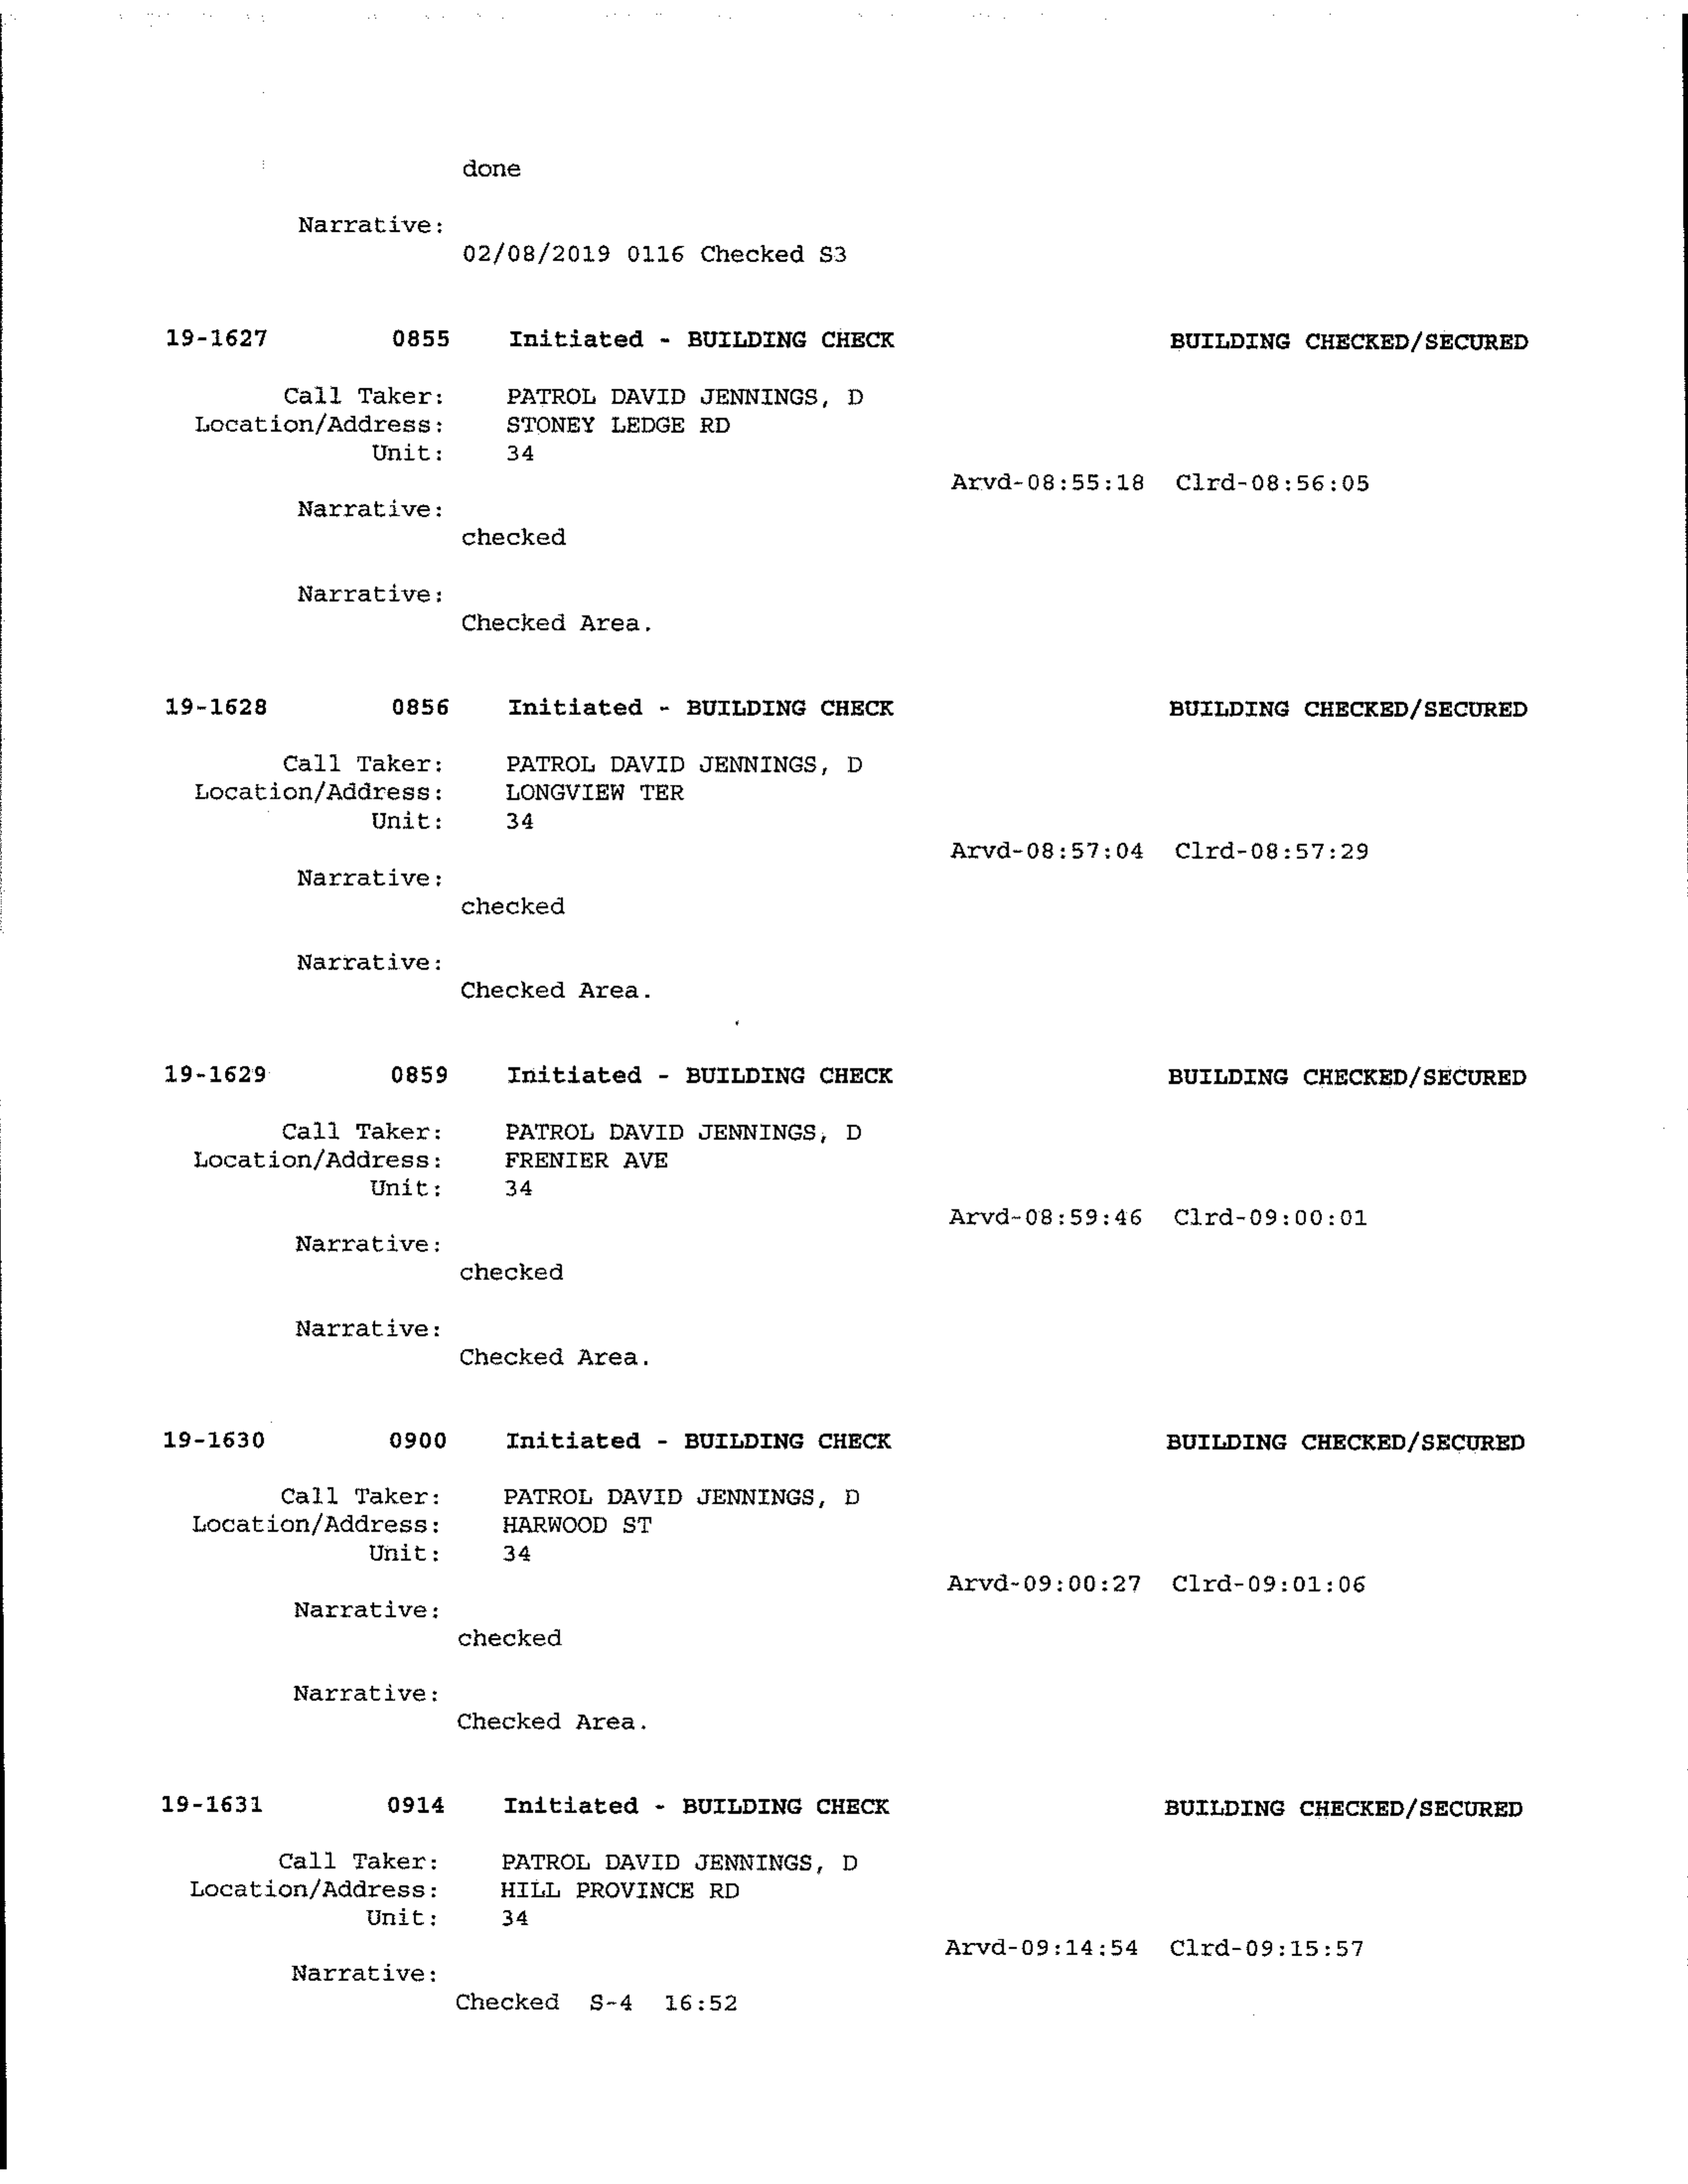 done
Narrative:
02/08/2019 0116 Checked S3
19-1627 0855 Initiated - BUILDING CHECK BUILDING CHECKED/SECURED
Call Taker: PATROL DAVID JENNINGS, D
Location/Address: STONEY LEDGE RD
Unit: 34
Arvd-08:55:18 Clrd-08:56:05
Narrative:
checked
Narrative:
Checked Area.
19-1628 0856 Initiated - BUILDING CHECK BUILDING CHECKED/SECURED
Call Taker: PATROL DAVID JENNINGS, D
Location/Address: LONGVIEW TER
Unit: 34
Arvd-08:57:04 Clrd-08:57:29
Narrative:
checked
Narrative:
Checked Area.
19-1629 0859 Initiated - BUILDING CHECK BUILDING CHECKED/SECURED
Call Taker: PATROL DAVID JENNINGS, D
Location/Address: FRENIER AVE
Unit: 34
Arvd-08:59:46 Clrd-09:00:01
Narrative:
checked
Narrative:
Checked Area.
19-1630 0900 Initiated - BUILDING CHECK BUILDING CHECKED/SECURED
Call Taker: PATROL DAVID JENNINGS, D
Location/Address: HARWOOD ST
Unit: 34
Arvd-09:00:27 Clrd-09:01:06
Narrative:
checked
Narrative:
Checked Area.
19-1631 0914 Initiated - BUILDING CHECK BUILDING CHECKED/SECURED
Call Taker: PATROL DAVID JENNINGS, D
Location/Address: HILL PROVINCE RD
Unit: 34
Arvd-09:14:54 Clrd-09:15:57
Narrative:
Checked S-4 16:52